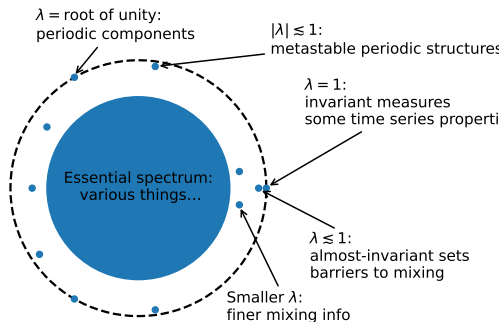 λ = root of unity:
periodic components
|λ| ≲ 1:
metastable periodic structures
λ = 1:
invariant measures
some time series properti
Essential spectrum:
various things...
λ ≲ 1:
almost-invariant sets
barriers to mixing
Smaller λ:
finer mixing info